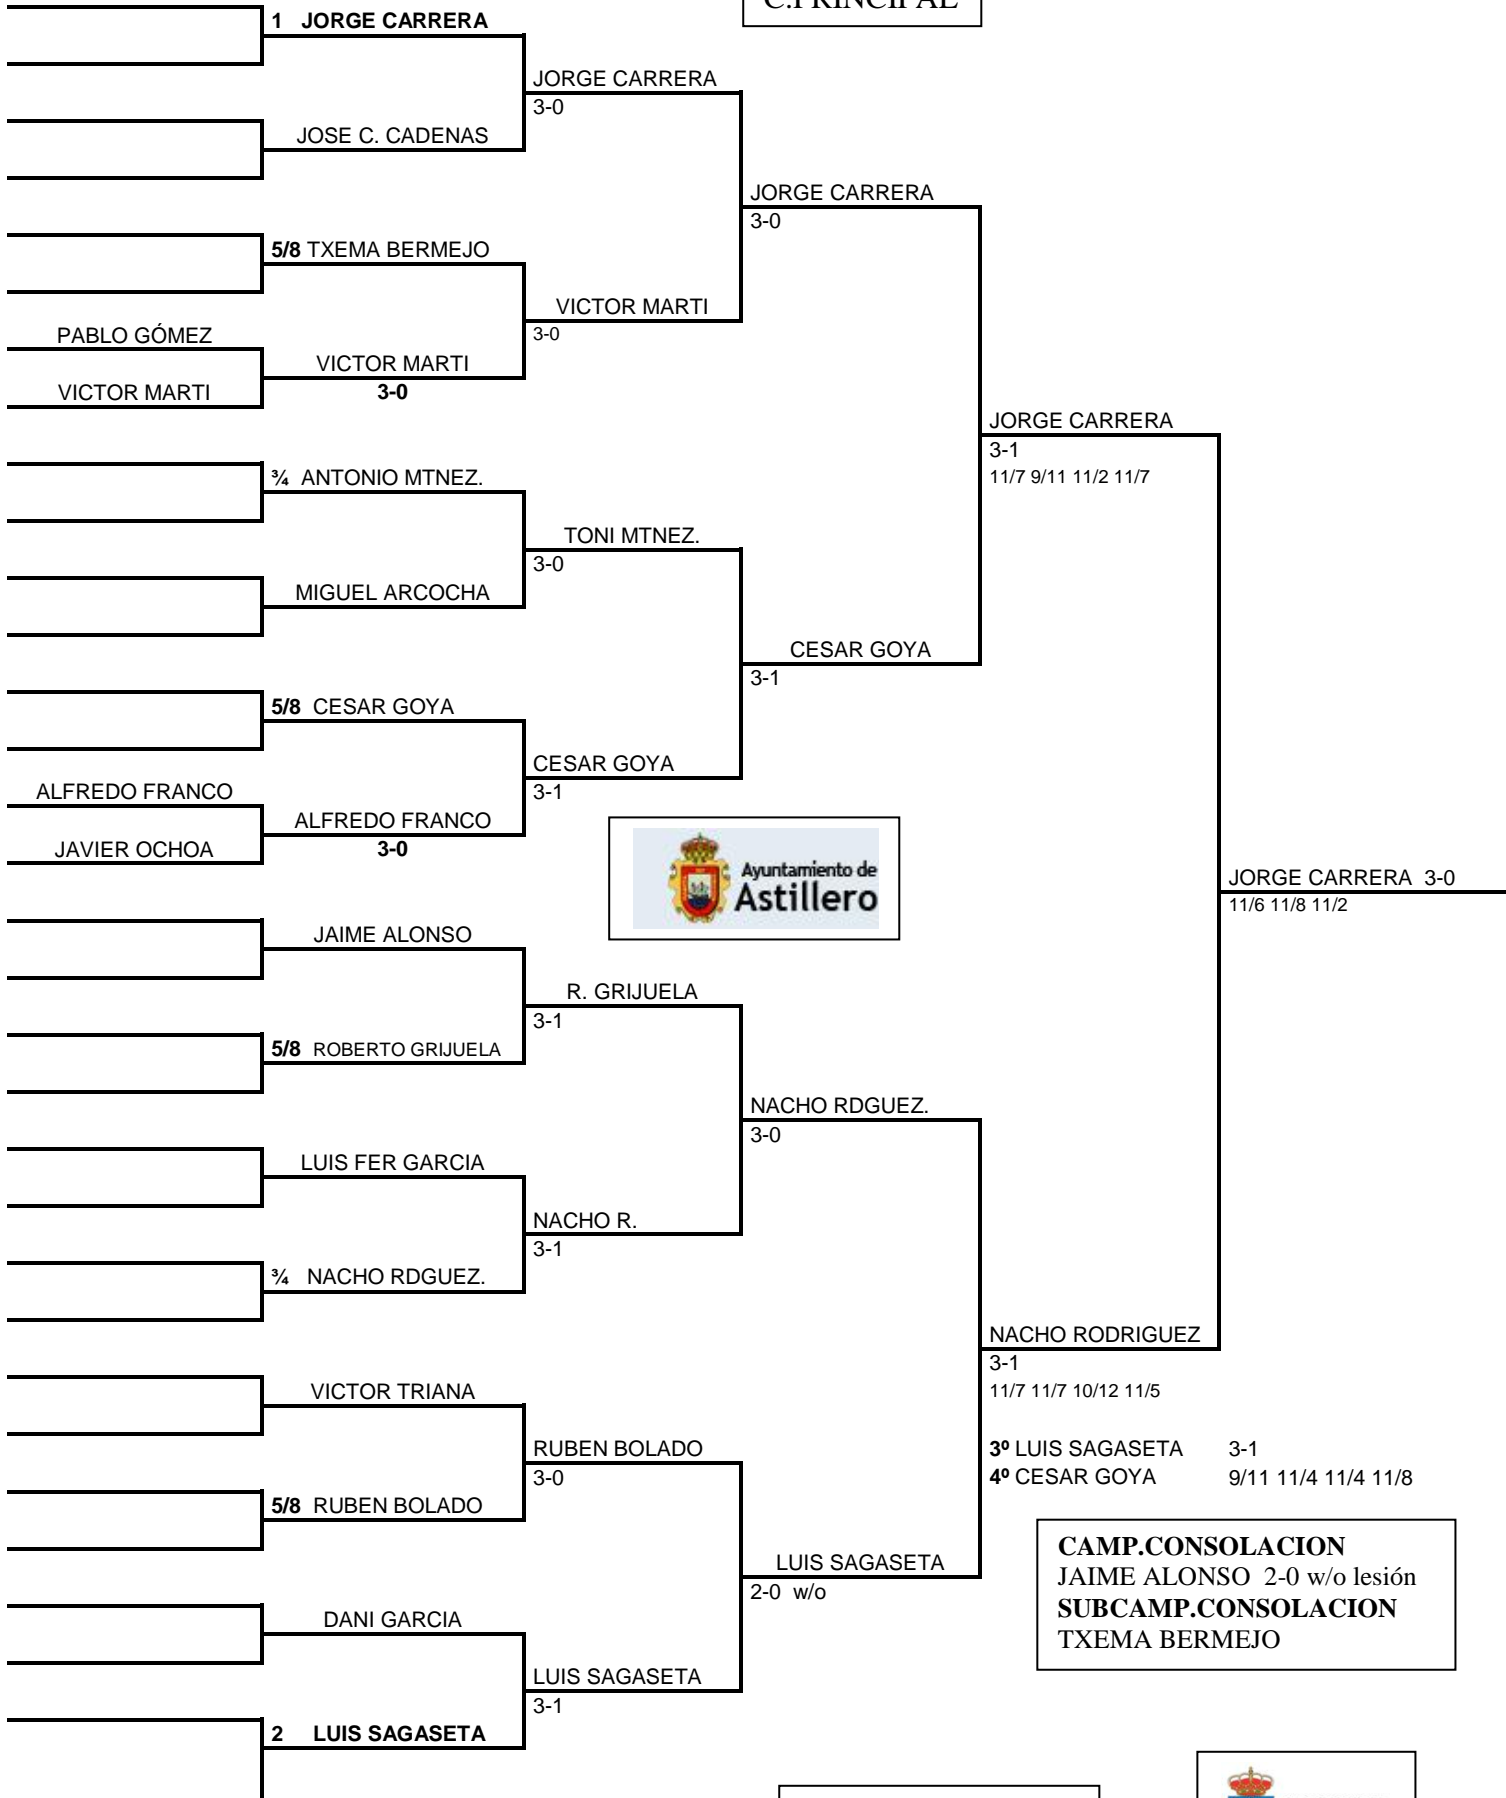 C.PRINCIPAL
1 JORGE CARRERA
JORGE CARRERA
3-0
JOSE C. CADENAS
JORGE CARRERA
3-0
5/8 TXEMA BERMEJO
VICTOR MARTI
3-0
PABLO GÓMEZ
VICTOR MARTI
3-0
VICTOR MARTI
JORGE CARRERA
3-1
11/7 9/11 11/2 11/7
¾ ANTONIO MTNEZ.
TONI MTNEZ.
3-0
MIGUEL ARCOCHA
CESAR GOYA
3-1
5/8 CESAR GOYA
CESAR GOYA
3-1
ALFREDO FRANCO
ALFREDO FRANCO
3-0
JAVIER OCHOA
Ayuntamiento de
Astillero
JORGE CARRERA 3-0
11/6 11/8 11/2
JAIME ALONSO
R. GRIJUELA
3-1
5/8 ROBERTO GRIJUELA
NACHO RDGUEZ.
3-0
LUIS FER GARCIA
NACHO R.
3-1
¾ NACHO RDGUEZ.
NACHO RODRIGUEZ
3-1
11/7 11/7 10/12 11/5
VICTOR TRIANA
RUBEN BOLADO
3-0
3º LUIS SAGASETA 3-1
4º CESAR GOYA 9/11 11/4 11/4 11/8
5/8 RUBEN BOLADO
LUIS SAGASETA
2-0 w/o
CAMP.CONSOLACION
JAIME ALONSO 2-0 w/o lesión
SUBCAMP.CONSOLACION
TXEMA BERMEJO
DANI GARCIA
LUIS SAGASETA
3-1
2 LUIS SAGASETA